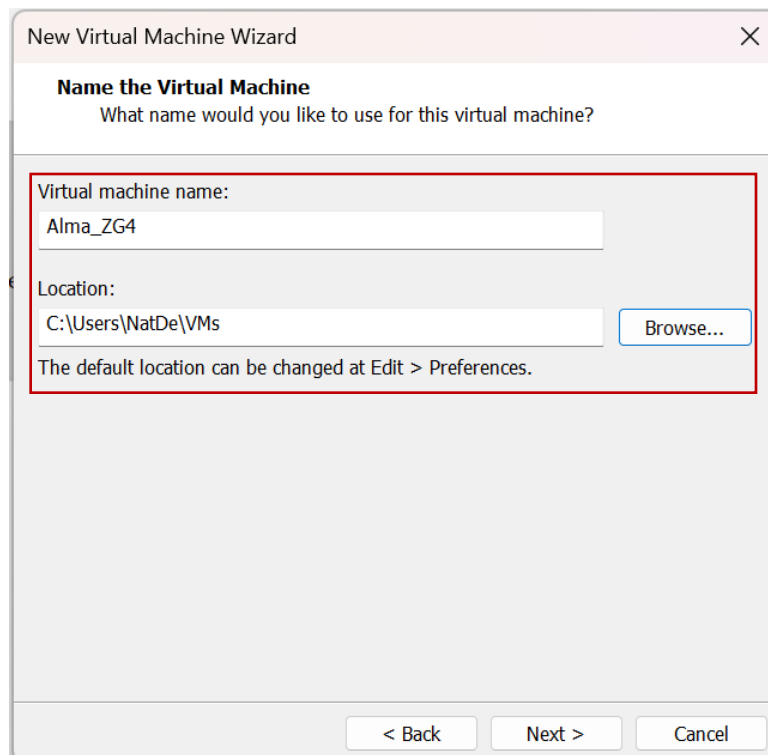 New Virtual Machine Wizard
Name the Virtual Machine
What name would you like to use for this virtual machine?
Virtual machine name:
Alma_ZG4
Location:
C:\Users\NatDe\VMs
Browse...
The default location can be changed at Edit > Preferences.
< Back
Next >
Cancel